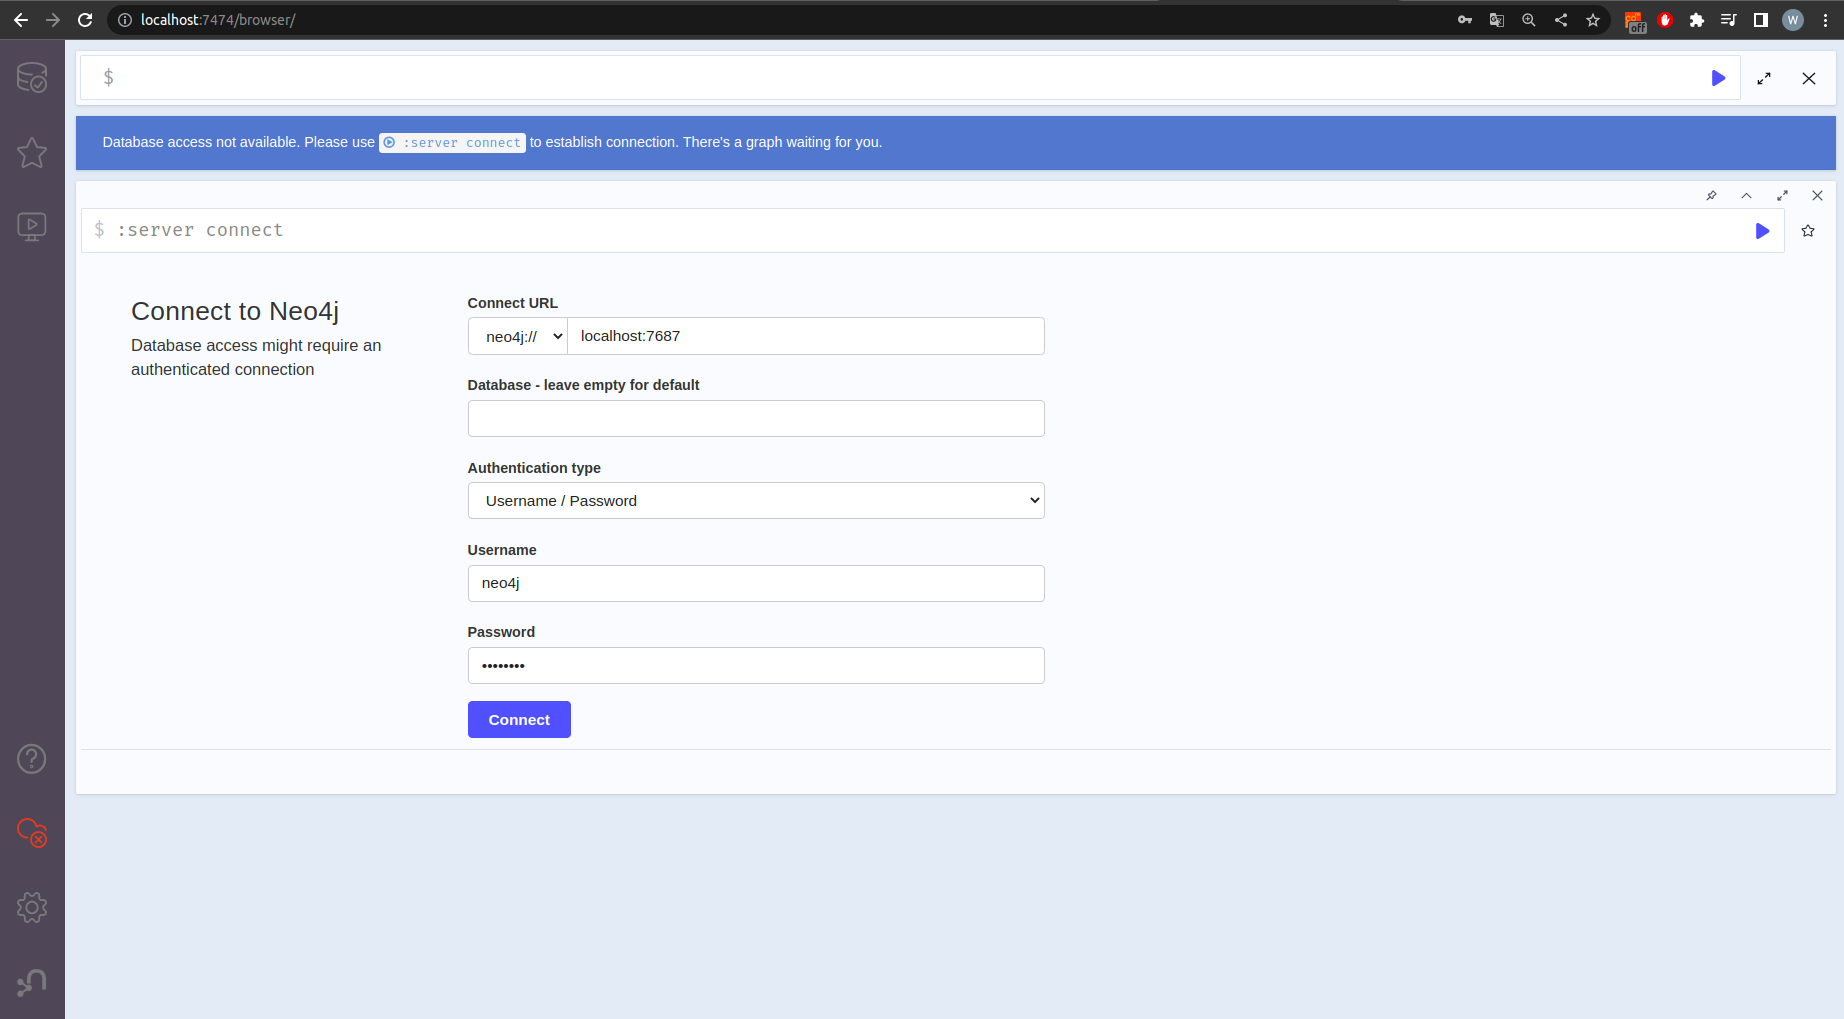 localhost:7474/browser/
off
W
$
Database access not available. Please use :server connect to establish connection. There's a graph waiting for you.
$ :server connect
Connect to Neo4j
Database access might require an
authenticated connection
Connect URL
neo4j:// localhost:7687
Database - leave empty for default
Authentication type
Username / Password
Username
neo4j
Password
••••••••
Connect